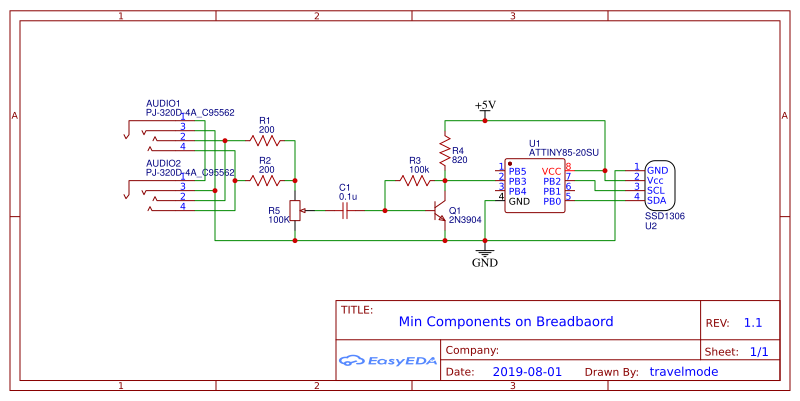 1 2 3
A A
AUDIO1
PJ-320D-4A_C95562
1
3
2
4
AUDIO2
PJ-320D-4A_C95562
1
3
2
4
R1
200
R2
200
R5
100K
C1
0.1u
R3
100k
+5V
R4
820
Q1
2N3904
GND
U1
ATTINY85-20SU
1 PB5 VCC 8
2 PB3 PB2 7
3 PB4 PB1 6
4 GND PB0 5
1 GND
2 Vcc
3 SCL
4 SDA
SSD1306
U2
TITLE:
Min Components on Breadbaord
REV: 1.1
EasyEDA
Company:
Sheet: 1/1
Date: 2019-08-01 Drawn By: travelmode
1 2 3